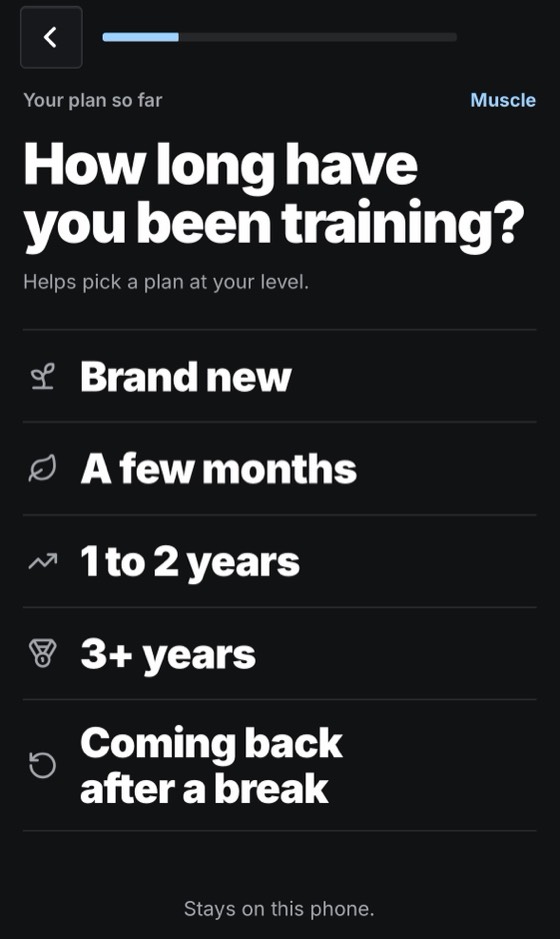 Your plan so far
Muscle
How long have
you been training?
Helps pick a plan at your level.
Brand new
A few months
1 to 2 years
3+ years
Coming back
after a break
Stays on this phone.